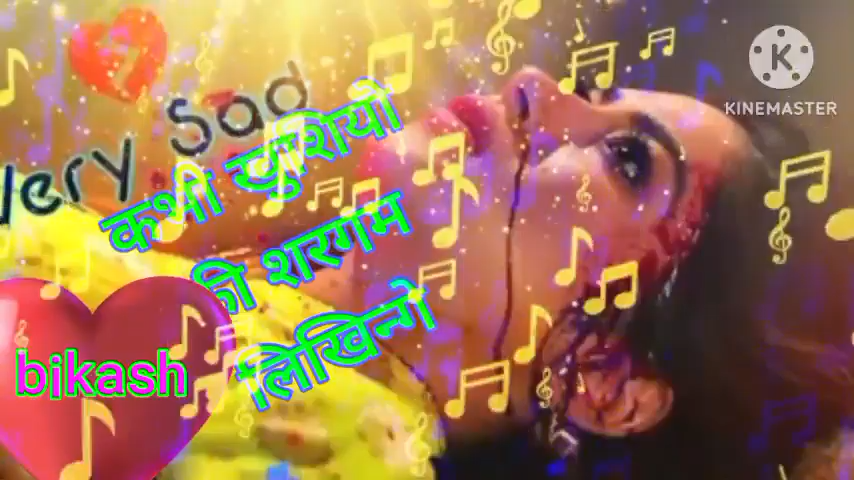 Very Sad
कभी खुशियो
की शरगम
लिखिन्गे
bikash
KINEMASTER